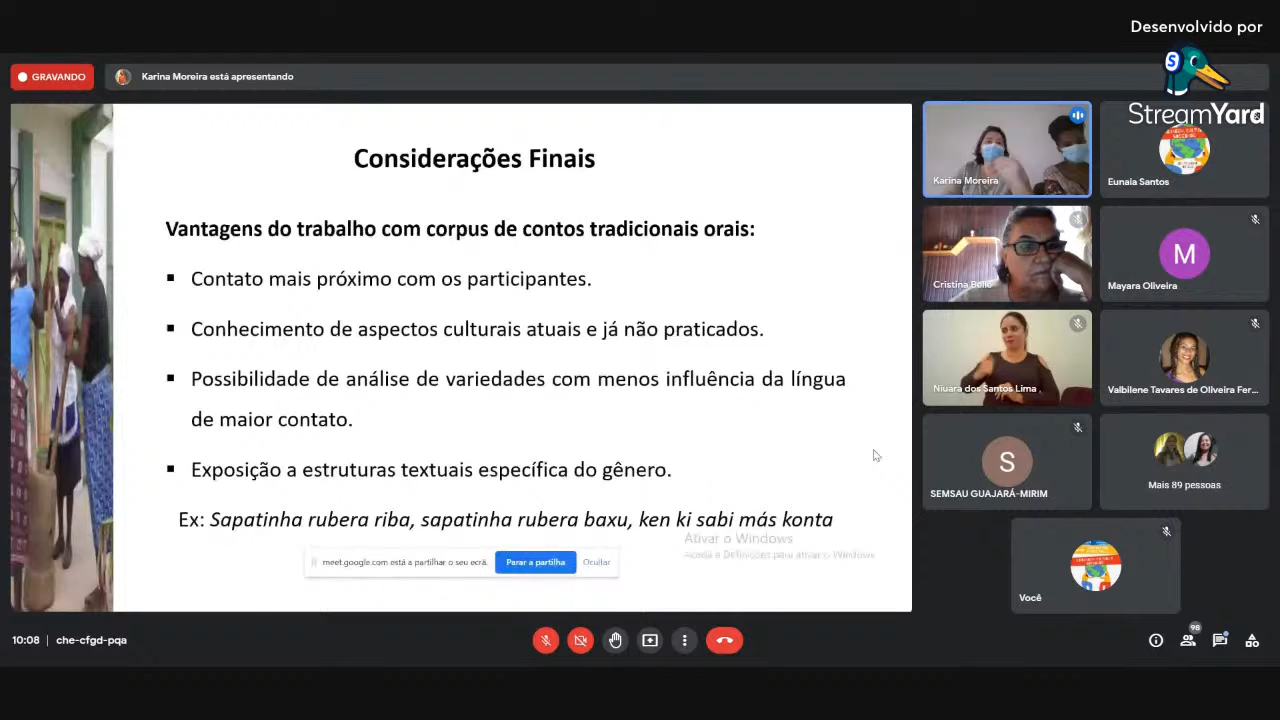 Desenvolvido por
StreamYard
GRAVANDO
Karina Moreira está apresentando
Considerações Finais
Vantagens do trabalho com corpus de contos tradicionais orais:
Contato mais próximo com os participantes.
Conhecimento de aspectos culturais atuais e já não praticados.
Possibilidade de análise de variedades com menos influência da língua
de maior contato.
Exposição a estruturas textuais específica do gênero.
Ex: Sapatinha rubera riba, sapatinha rubera baxu, ken ki sabi más konta
Ativar o Windows
Aceda a Definições para ativar o Windows
meet.google.com está a partilhar o seu ecrã.
Parar a partilha
Ocultar
Karina Moreira
Eunaia Santos
Cristina
M
Mayara Oliveira
Niuara dos Santos Lima
Valbilene Tavares de Oliveira Fer...
S
SEMSAU GUAJARÁ-MIRIM
Mais 89 pessoas
Você
10:08
che-cfgd-pqa
98